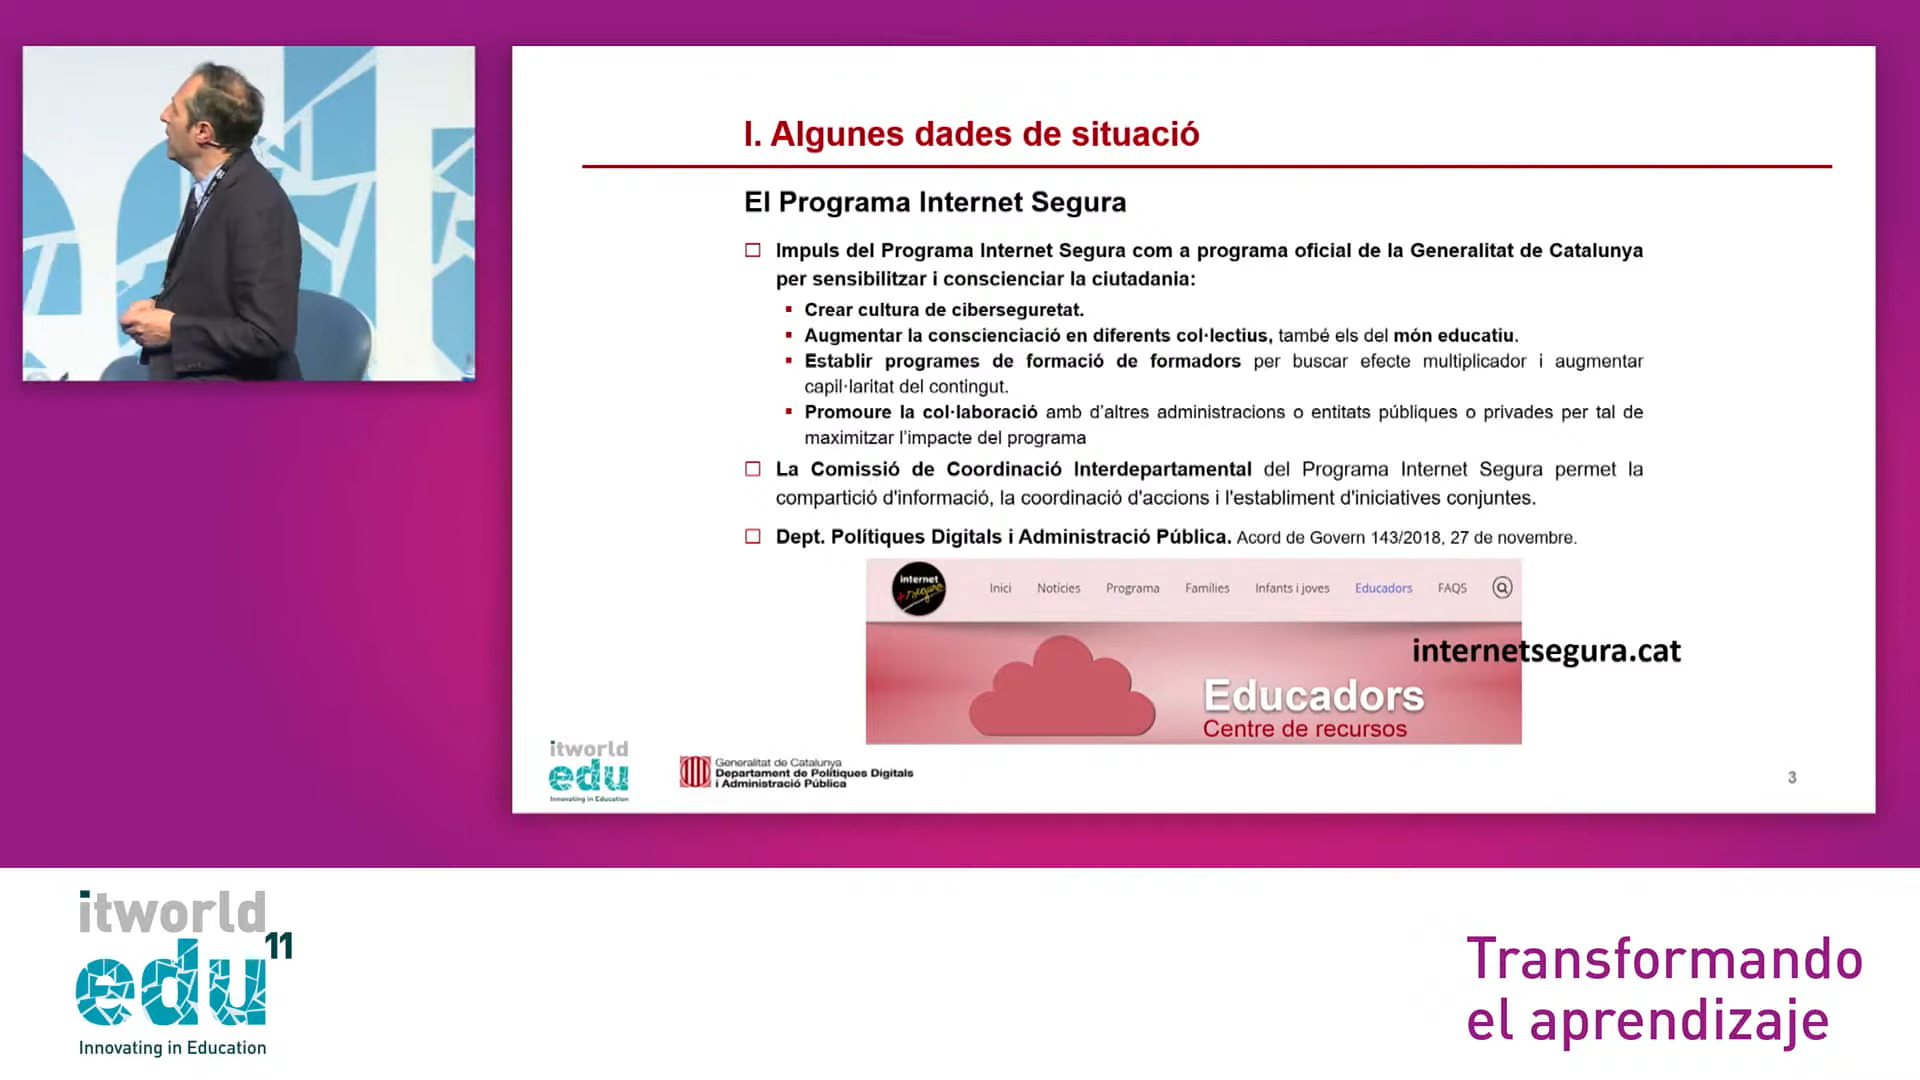 I. Algunes dades de situació
El Programa Internet Segura
Impuls del Programa Internet Segura com a programa oficial de la Generalitat de Catalunya
per sensibilitzar i conscienciar la ciutadania:
Crear cultura de ciberseguretat.
Augmentar la conscienciació en diferents col·lectius, també els del món educatiu.
Establir programes de formació de formadors per buscar efecte multiplicador i augmentar
capil·laritat del contingut.
Promoure la col·laboració amb d'altres administracions o entitats públiques o privades per tal de
maximitzar l'impacte del programa
La Comissió de Coordinació Interdepartamental del Programa Internet Segura permet la
compartició d'informació, la coordinació d'accions i l'establiment d'iniciatives conjuntes.
Dept. Polítiques Digitals i Administració Pública. Acord de Govern 143/2018, 27 de novembre.
internet
+segura
Inici Notícies Programa Famílies Infants i joves Educadors FAQS
internetsegura.cat
Educadors
Centre de recursos
itworld
edu
Innovating in Education
Generalitat de Catalunya
Departament de Polítiques Digitals
i Administració Pública
3
itworld
edu 11
Innovating in Education
Transformando
el aprendizaje